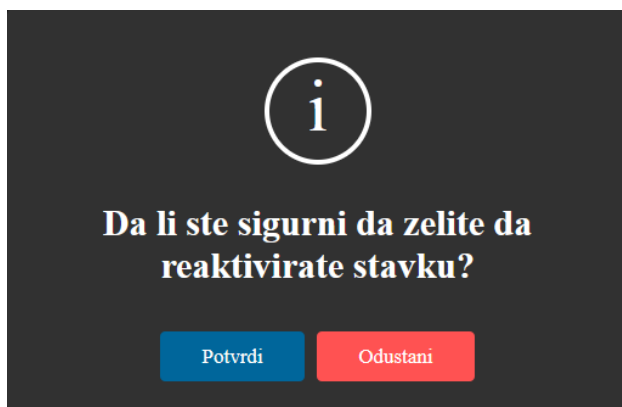 i
Da li ste sigurni da zelite da
reaktivirate stavku?
Potvrdi Odustani